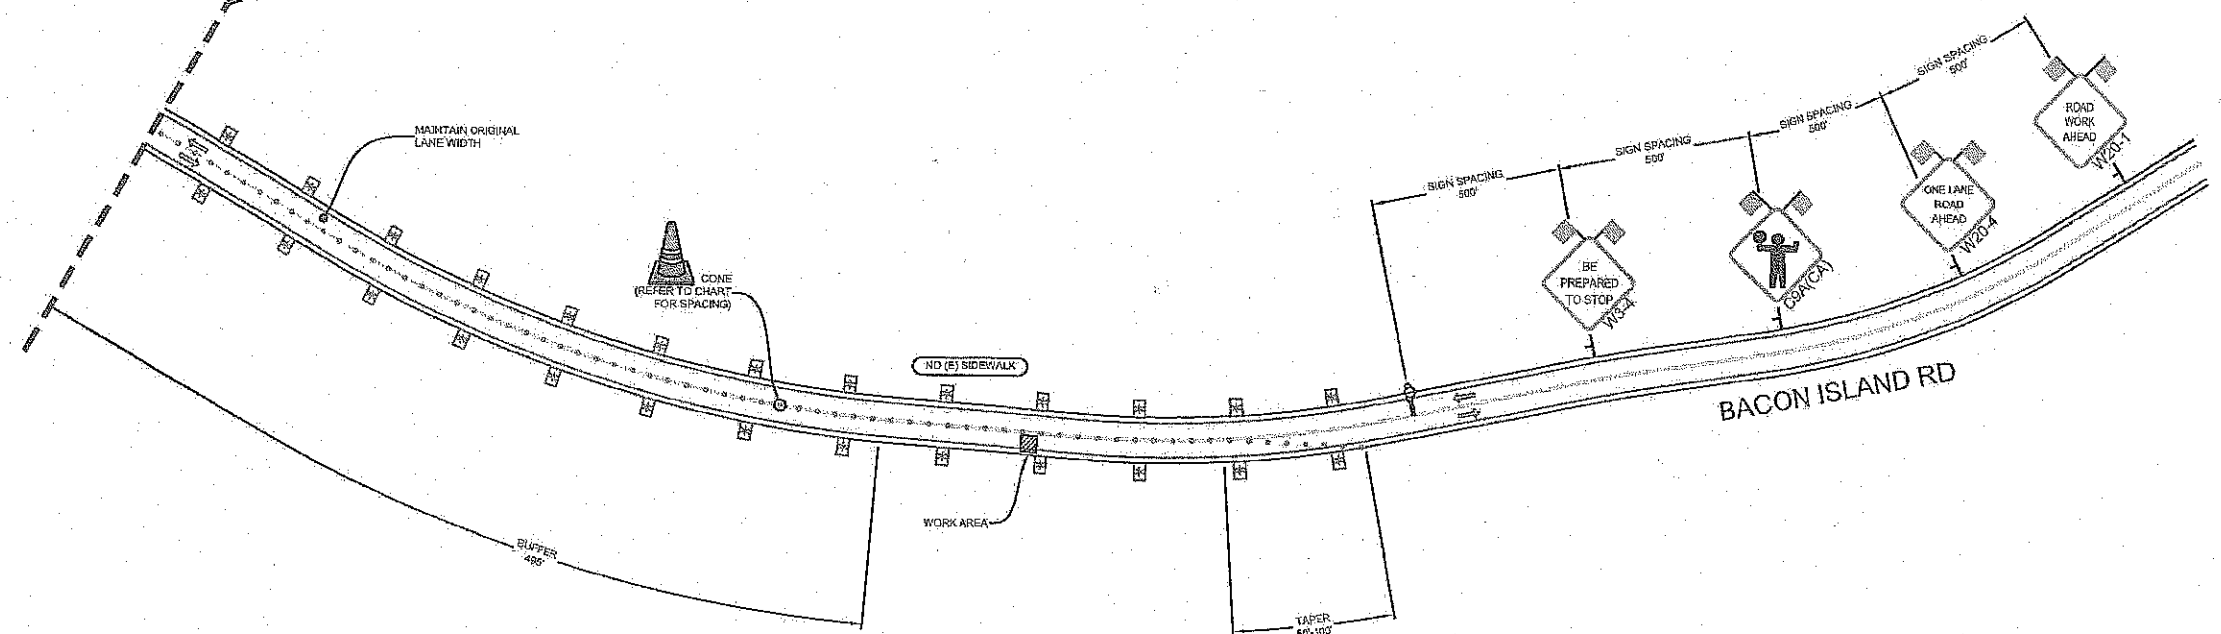 MAINTAIN ORIGINAL
LANE WIDTH
CONE
(REFER TO CHART
FOR SPACING)
NO (E) SIDEWALK
WORK AREA
BUFFER
495'
TAPER
50'-100'
SIGN SPACING
500'
SIGN SPACING
500'
SIGN SPACING
500'
SIGN SPACING
500'
BE
PREPARED
TO STOP
W3-4
C9A(CA)
ONE LANE
ROAD
AHEAD
W20-4
ROAD
WORK
AHEAD
W20-1
BACON ISLAND RD